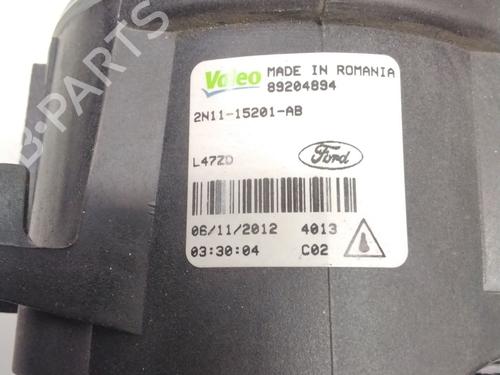 B-PARTS
Valeo MADE IN ROMANIA
89204894
2N11-15201-AB
L47ZD Ford
06/11/2012 4013
03:30:04 C02